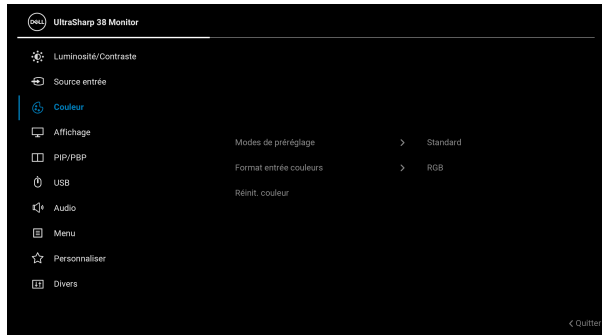 DELL UltraSharp 38 Monitor
Luminosité/Contraste
Source entrée
Couleur
Affichage
Modes de préréglage > Standard
PIP/PBP
Format entrée couleurs > RGB
USB
Réinit. couleur
Audio
Menu
Personnaliser
Divers
< Quitter